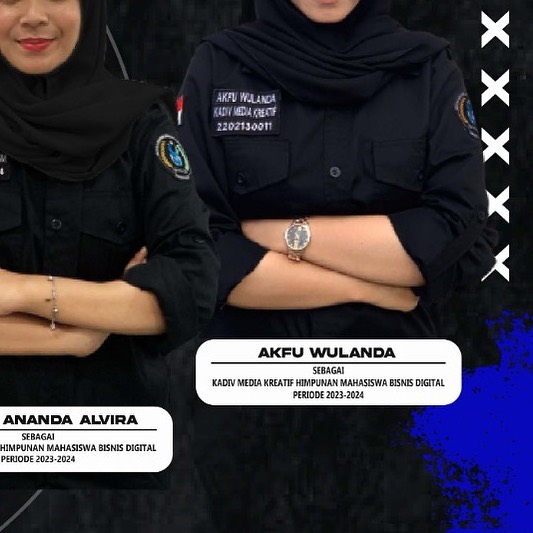 AKFU WULANDA
KADIV MEDIA KREATIF
2202130011
AKFU WULANDA
SEBAGAI
KADIV MEDIA KREATIF HIMPUNAN MAHASISWA BISNIS DIGITAL
PERIODE 2023-2024
ANANDA ALVIRA
SEBAGAI
HIMPUNAN MAHASISWA BISNIS DIGITAL
PERIODE 2023-2024